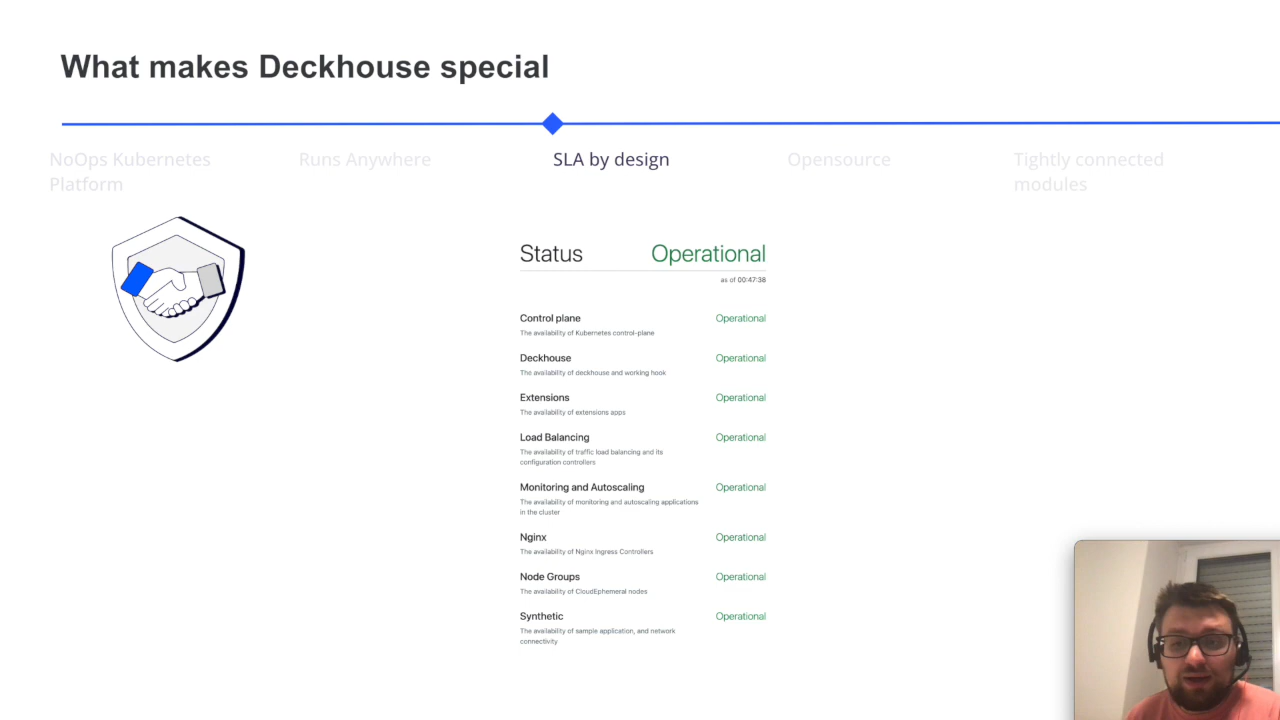 What makes Deckhouse special
NoOps Kubernetes
Platform
Runs Anywhere
SLA by design
Opensource
Tightly connected
modules
Status Operational
as of 00:47:38
Control plane Operational
The availability of Kubernetes control-plane
Deckhouse Operational
The availability of deckhouse and working hook
Extensions Operational
The availability of extensions apps
Load Balancing Operational
The availability of traffic load balancing and its
configuration controllers
Monitoring and Autoscaling Operational
The availability of monitoring and autoscaling applications
in the cluster
Nginx Operational
The availability of Nginx Ingress Controllers
Node Groups Operational
The availability of CloudEphemeral nodes
Synthetic Operational
The availability of sample application, and network
connectivity